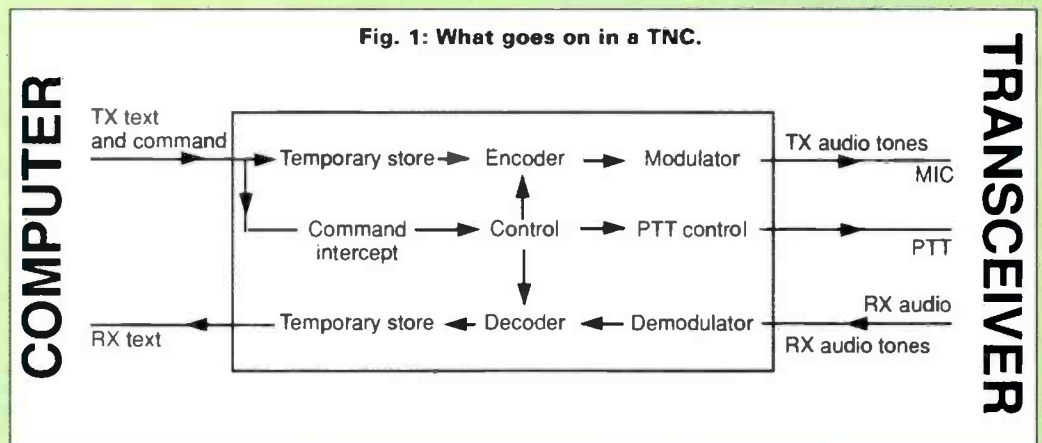 Fig. 1: What goes on in a TNC.
COMPUTER
TRANSCEIVER
TX text
and command
Temporary store
Encoder
Modulator
TX audio tones
MIC
Command
intercept
Control
PTT control
PTT
RX text
Temporary store
Decoder
Demodulator
RX audio
RX audio tones